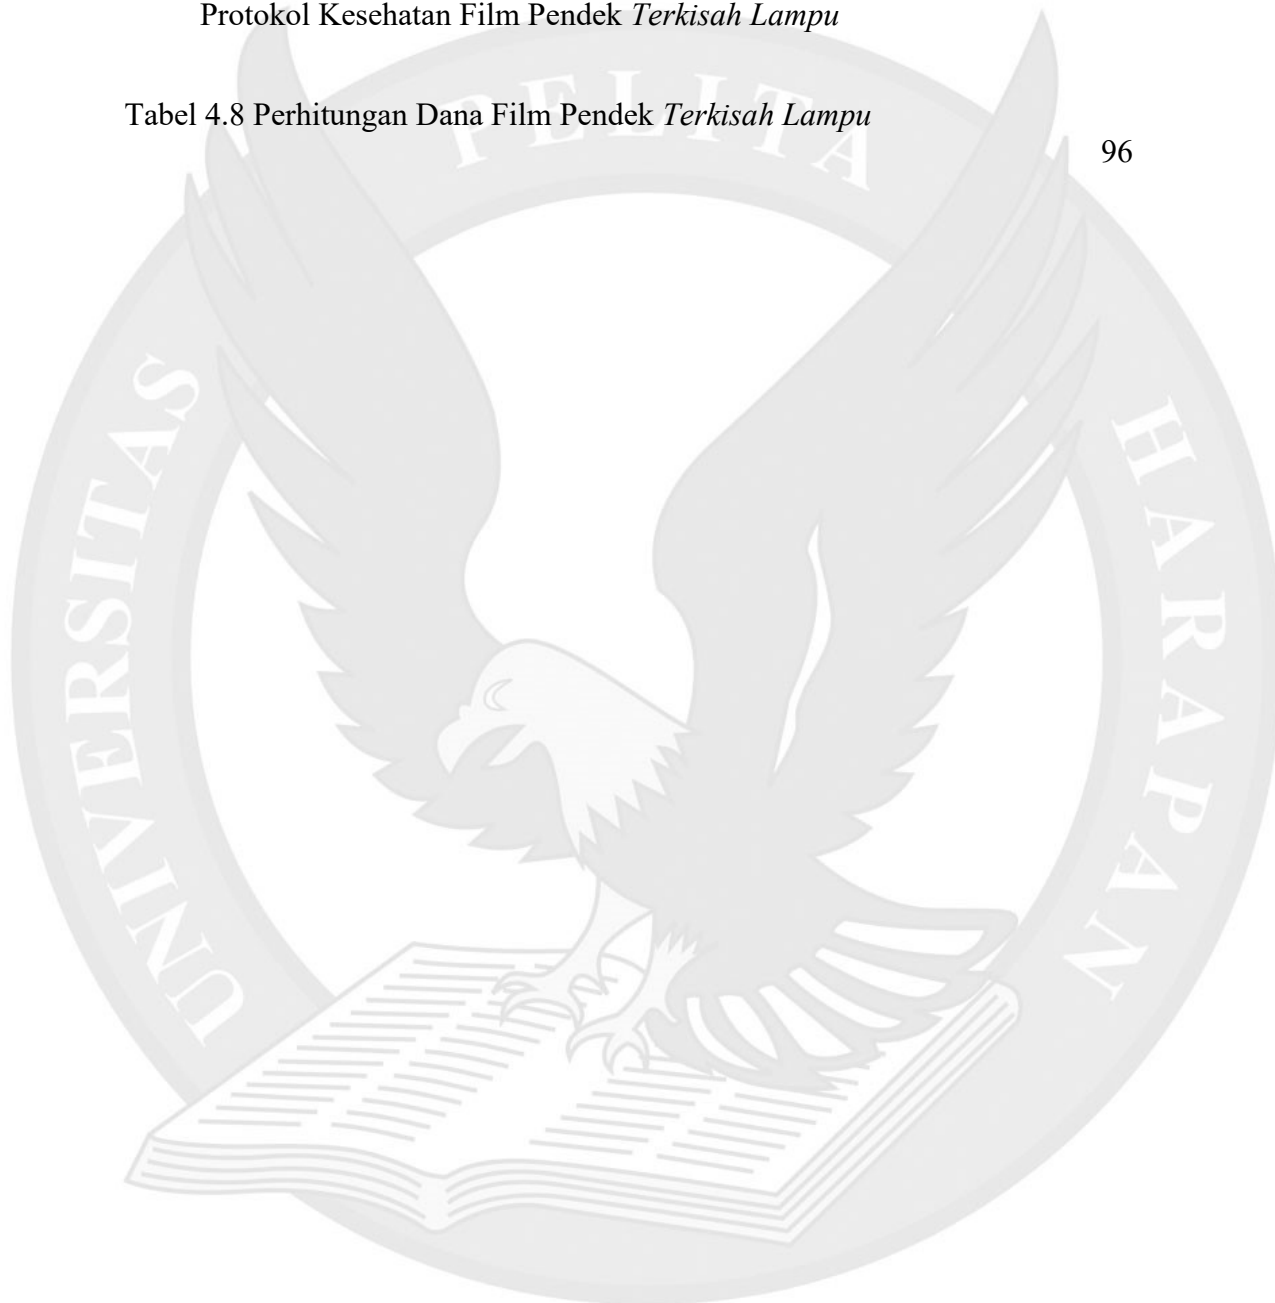 Protokol Kesehatan Film Pendek Terkisah Lampu
Tabel 4.8 Perhitungan Dana Film Pendek Terkisah Lampu
96
UNIVERSITAS PELITA HARAPAN